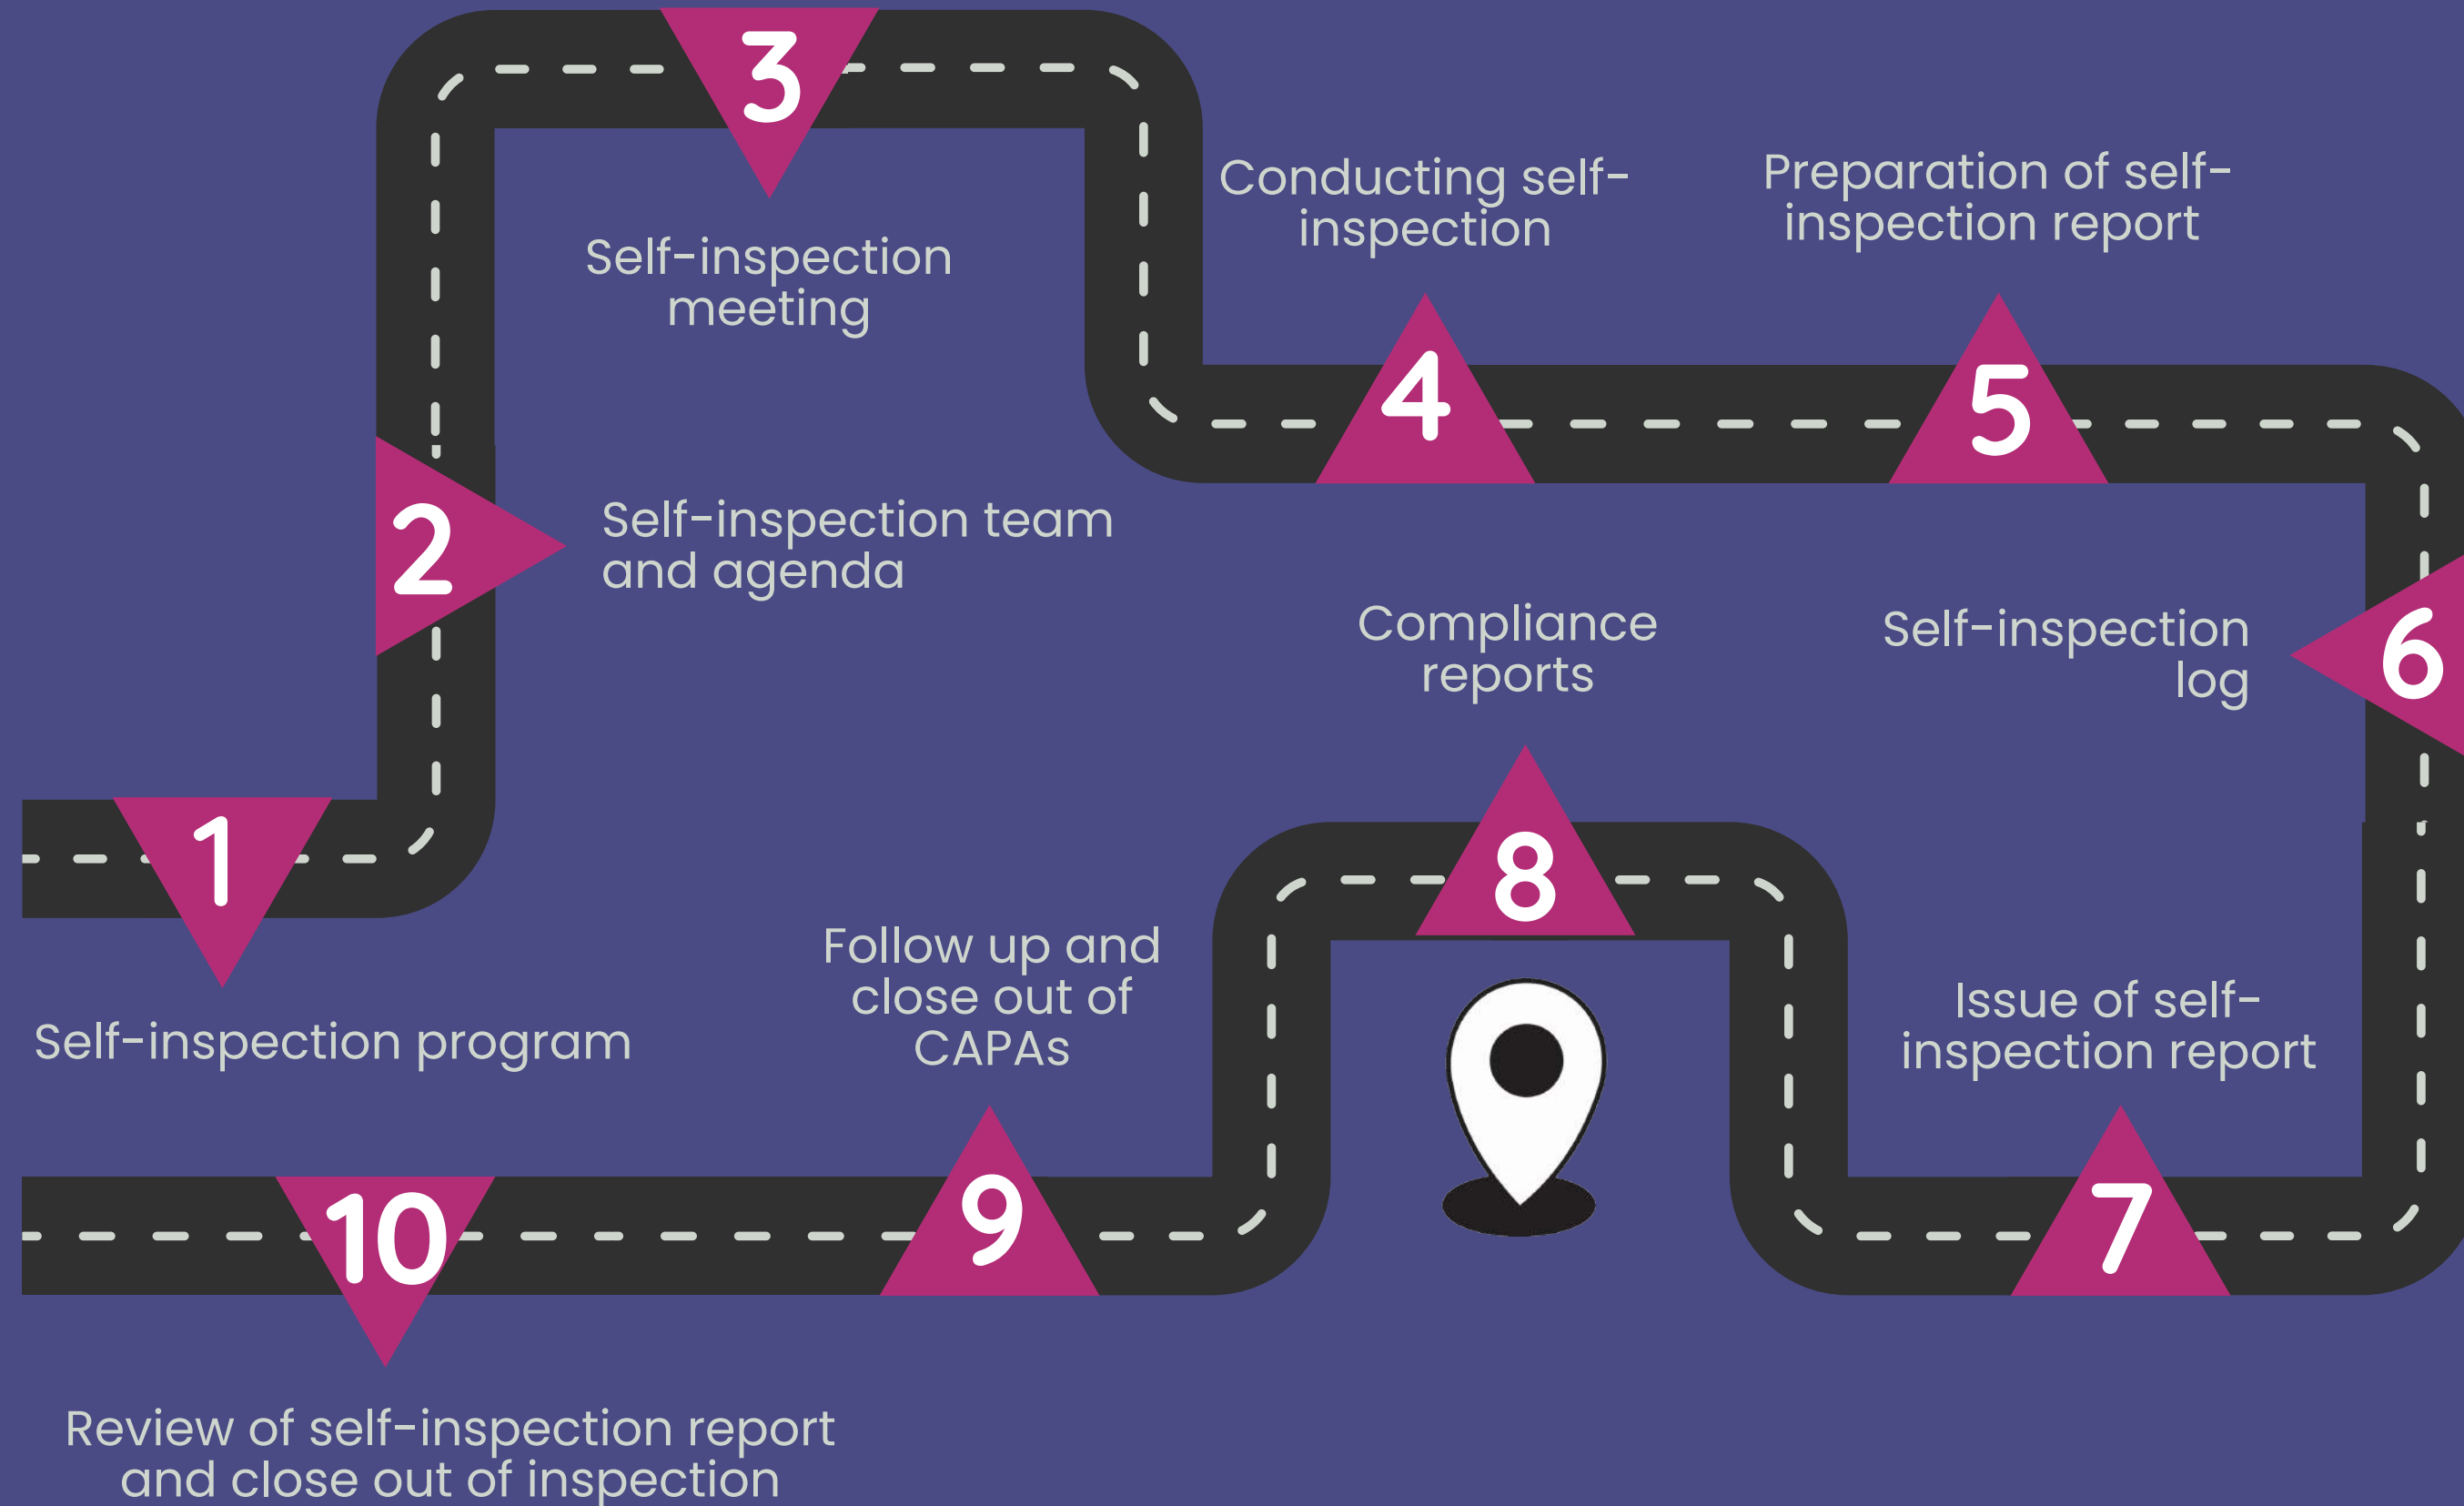 1
Self-inspection program
2
Self-inspection team
and agenda
3
Self-inspection
meeting
4
Conducting self-
inspection
5
Preparation of self-
inspection report
6
Self-inspection
log
7
Issue of self-
inspection report
8
Compliance
reports
9
Follow up and
close out of
CAPAs
10
Review of self-inspection report
and close out of inspection